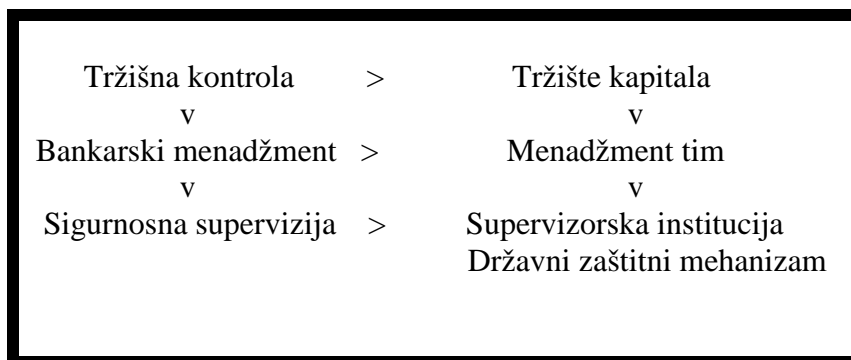 Tržišna kontrola > Tržište kapitala
v v
Bankarski menadžment > Menadžment tim
v v
Sigurnosna supervizija > Supervizorska institucija
Državni zaštitni mehanizam